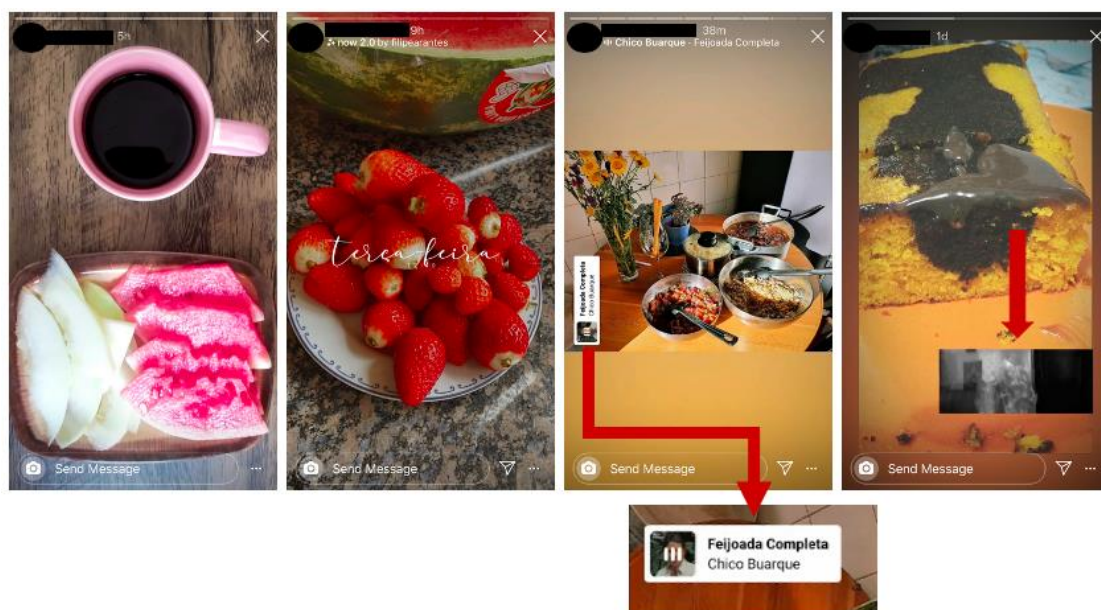 5h
9h
now 2.0 by filipearantes
terça-feira
38m
Chico Buarque - Feijoada Completa
Feijoada Completa
Chico Buarque
1d
Send Message
Send Message
Send Message
Send Message
Feijoada Completa
Chico Buarque